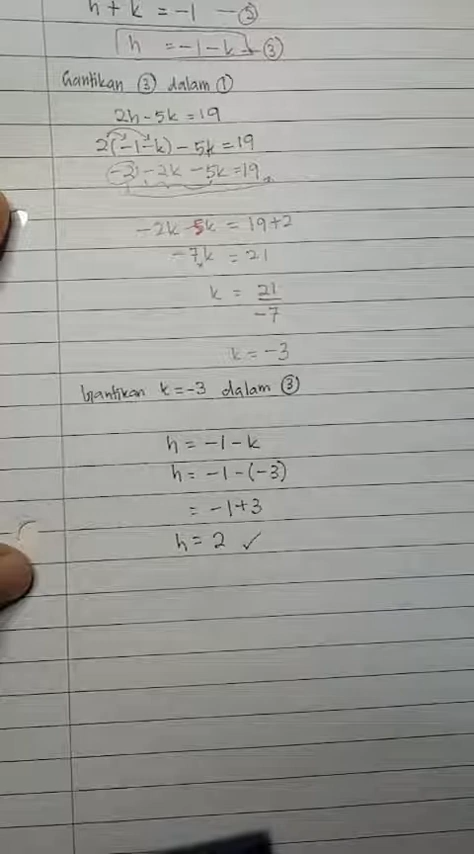 h + k = -1 — ②
h = -1 - k — ③
Gantikan ③ dalam ①
2h - 5k = 19
2(-1 - k) - 5k = 19
-2 - 2k - 5k = 19
-2k - 5k = 19 + 2
-7k = 21
k = 21/-7
k = -3
Gantikan k = -3 dalam ③
h = -1 - k
h = -1 - (-3)
= -1 + 3
h = 2 ✓